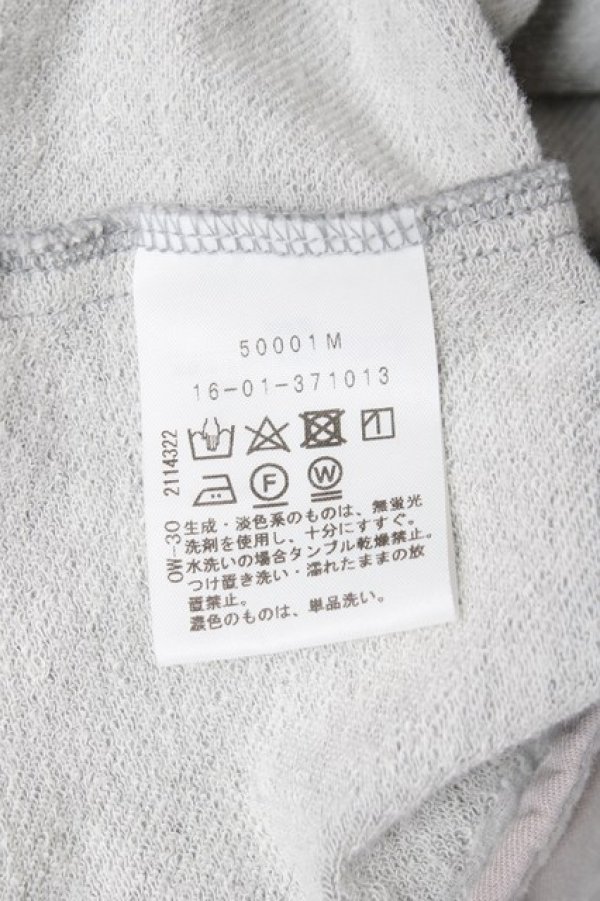 50001M
16-01-371013
OW-30 2114322
F W
生成・淡色系のものは、無蛍光
洗剤を使用し、十分にすすぐ。
水洗いの場合タンブル乾燥禁止。
つけ置き洗い・濡れたままの放
置禁止。
濃色のものは、単品洗い。